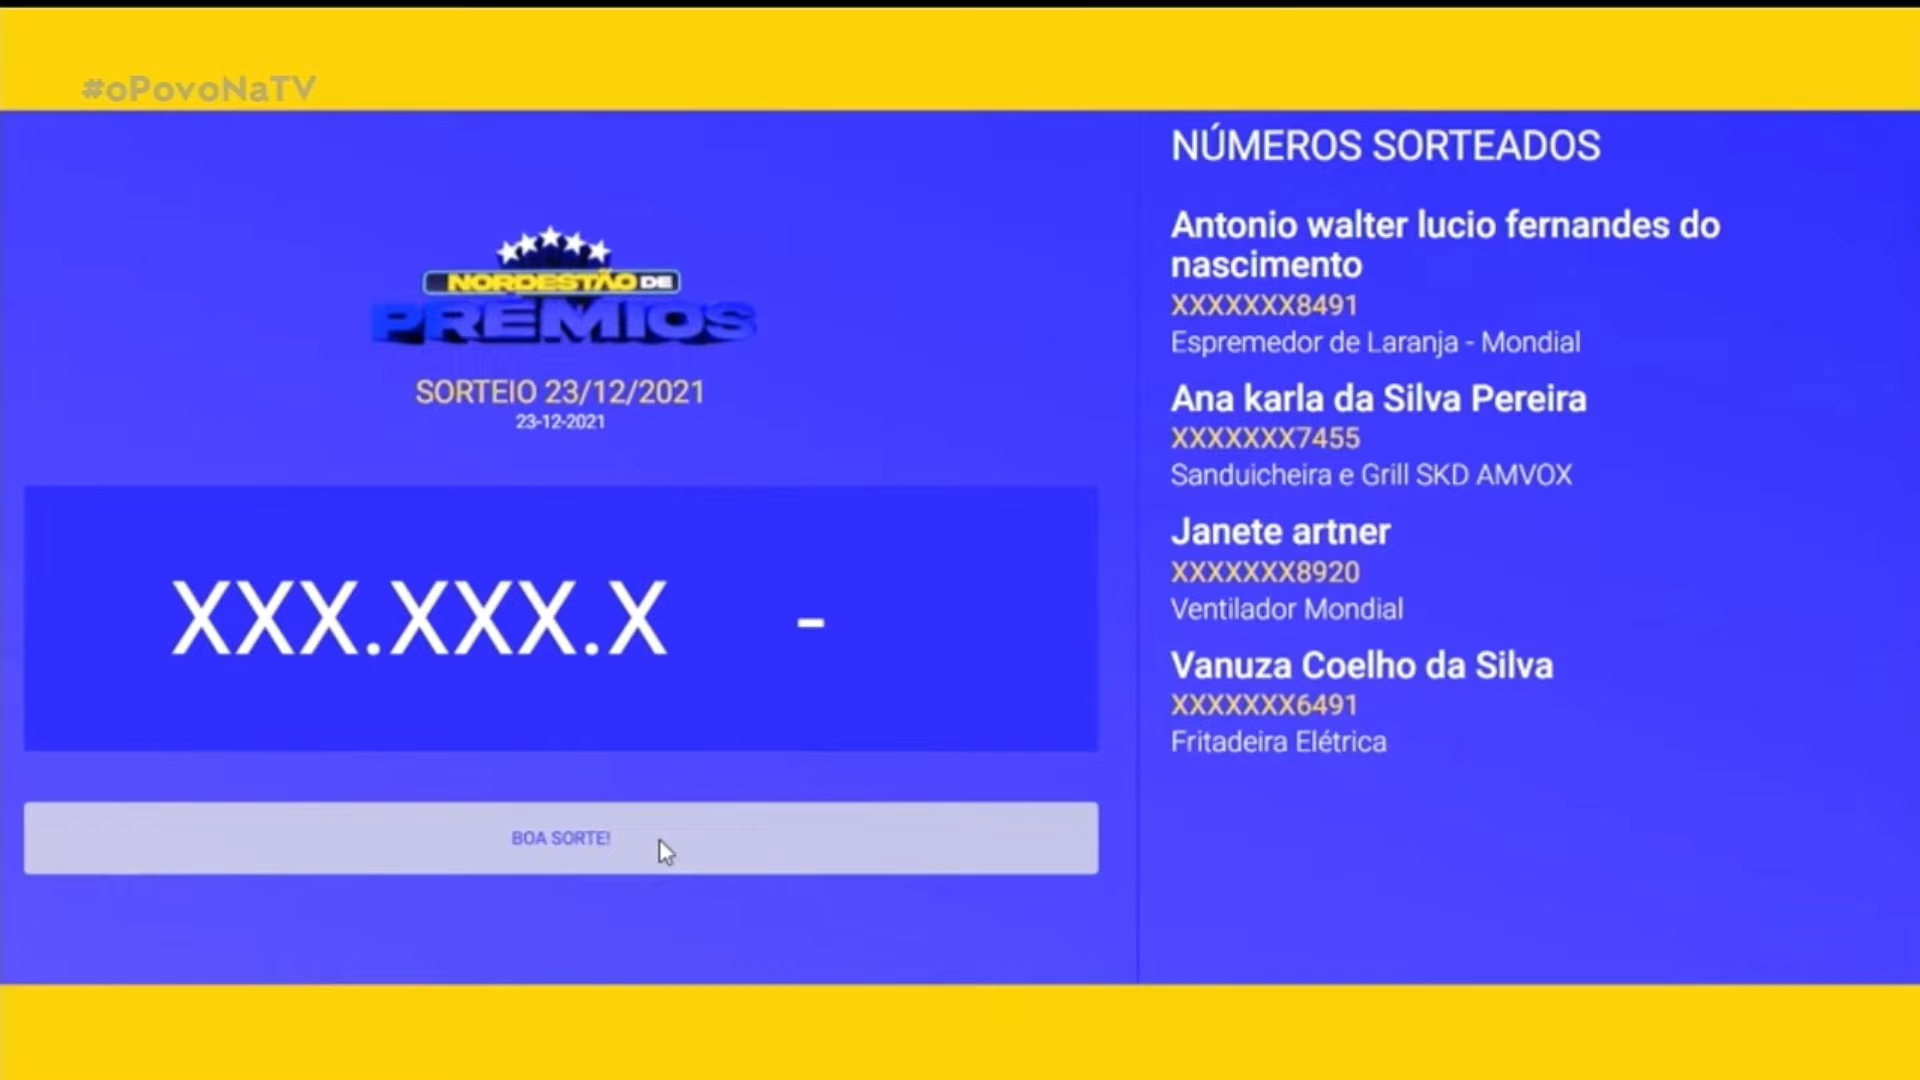 #oPovoNaTV
NORDESTÃO DE
PRÊMIOS
SORTEIO 23/12/2021
23-12-2021
XXX.XXX.X -
BOA SORTE!
NÚMEROS SORTEADOS
Antonio walter lucio fernandes do
nascimento
XXXXXXX8491
Espremedor de Laranja - Mondial
Ana karla da Silva Pereira
XXXXXXX7455
Sanduicheira e Grill SKD AMVOX
Janete artner
XXXXXXX8920
Ventilador Mondial
Vanuza Coelho da Silva
XXXXXXX6491
Fritadeira Elétrica